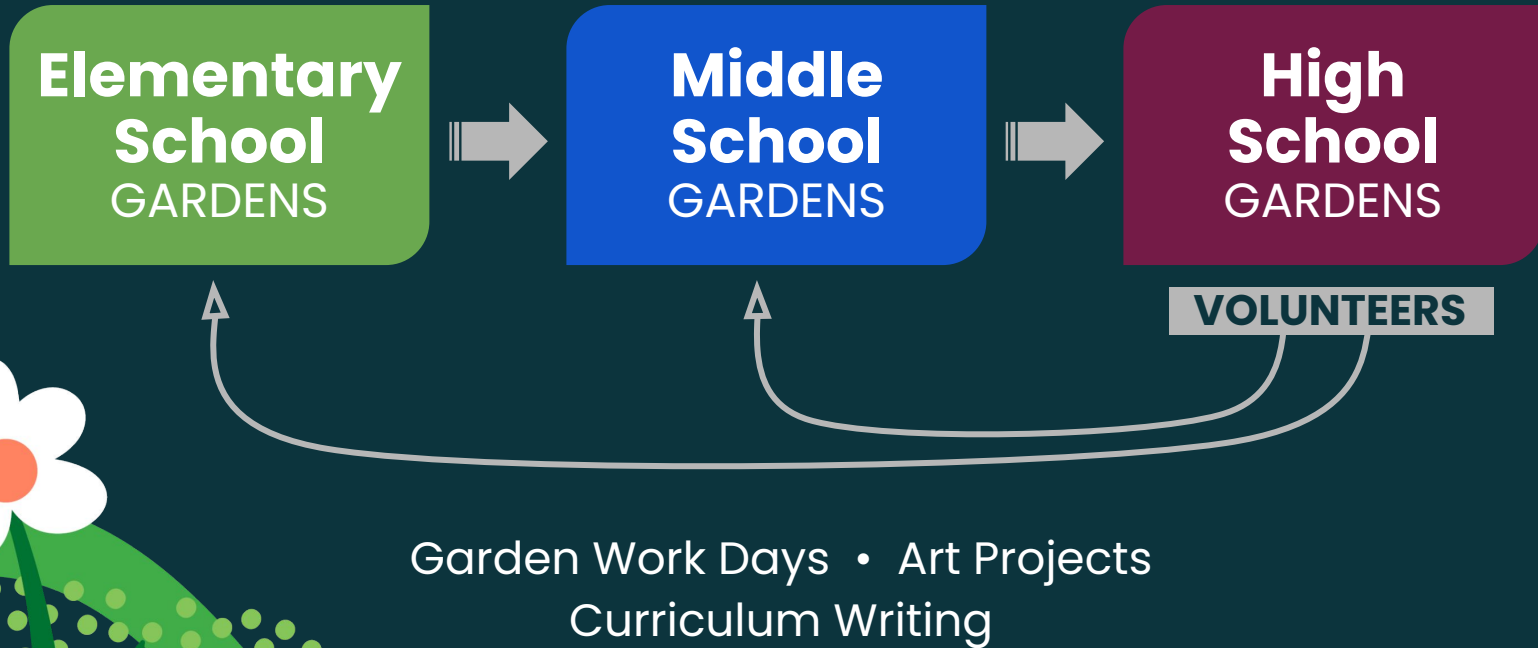 Elementary
School
GARDENS
Middle
School
GARDENS
High
School
GARDENS
VOLUNTEERS
Garden Work Days • Art Projects
Curriculum Writing